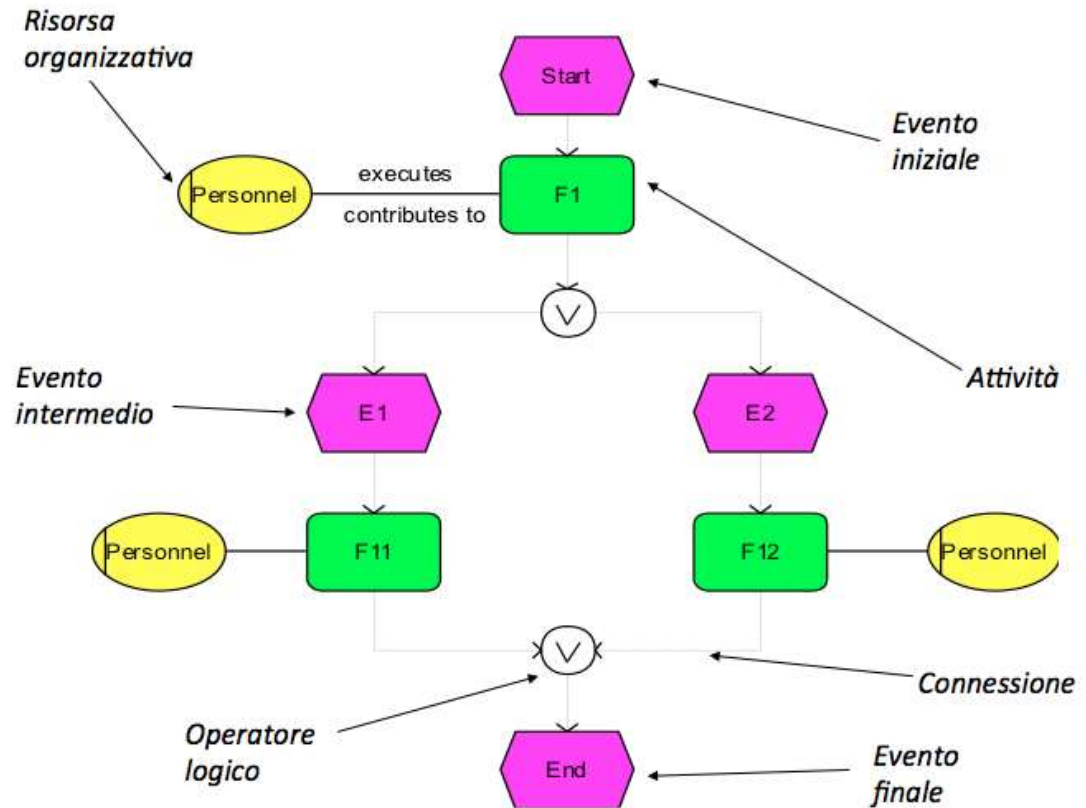 Risorsa
organizzativa
Start
Evento
iniziale
Personnel
executes
contributes to
F1
Attività
Evento
intermedio
E1
E2
Personnel
F11
F12
Personnel
Connessione
Operatore
logico
End
Evento
finale